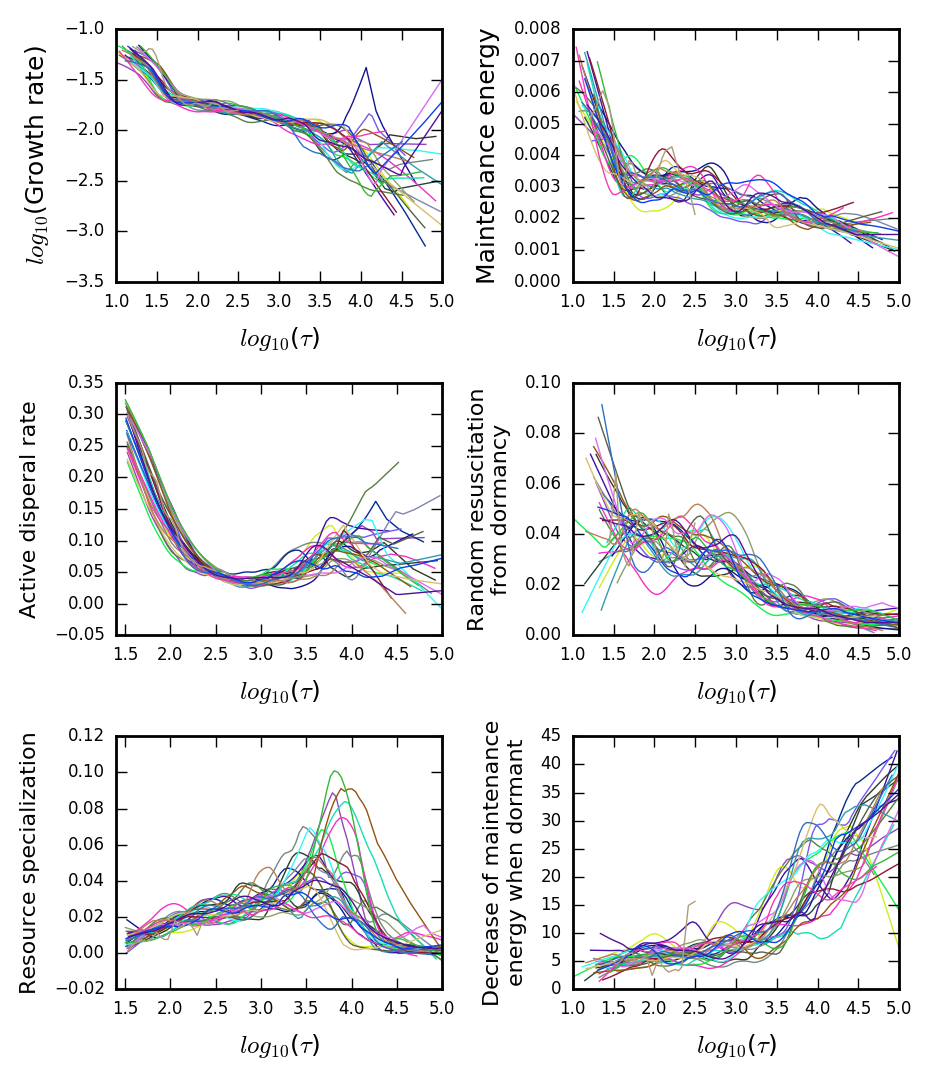 −1.0
−1.5
−2.0
−2.5
−3.0
−3.5
log10(Growth rate)
1.0 1.5 2.0 2.5 3.0 3.5 4.0 4.5 5.0
log10(τ)
0.008
0.007
0.006
0.005
0.004
0.003
0.002
0.001
0.000
Maintenance energy
1.0 1.5 2.0 2.5 3.0 3.5 4.0 4.5 5.0
log10(τ)
0.35
0.30
0.25
0.20
0.15
0.10
0.05
0.00
−0.05
Active disperal rate
1.5 2.0 2.5 3.0 3.5 4.0 4.5 5.0
log10(τ)
0.10
0.08
0.06
0.04
0.02
0.00
Random resuscitation
from dormancy
1.0 1.5 2.0 2.5 3.0 3.5 4.0 4.5 5.0
log10(τ)
0.12
0.10
0.08
0.06
0.04
0.02
0.00
−0.02
Resource specialization
1.5 2.0 2.5 3.0 3.5 4.0 4.5 5.0
log10(τ)
45
40
35
30
25
20
15
10
5
0
Decrease of maintenance
energy when dormant
1.0 1.5 2.0 2.5 3.0 3.5 4.0 4.5 5.0
log10(τ)